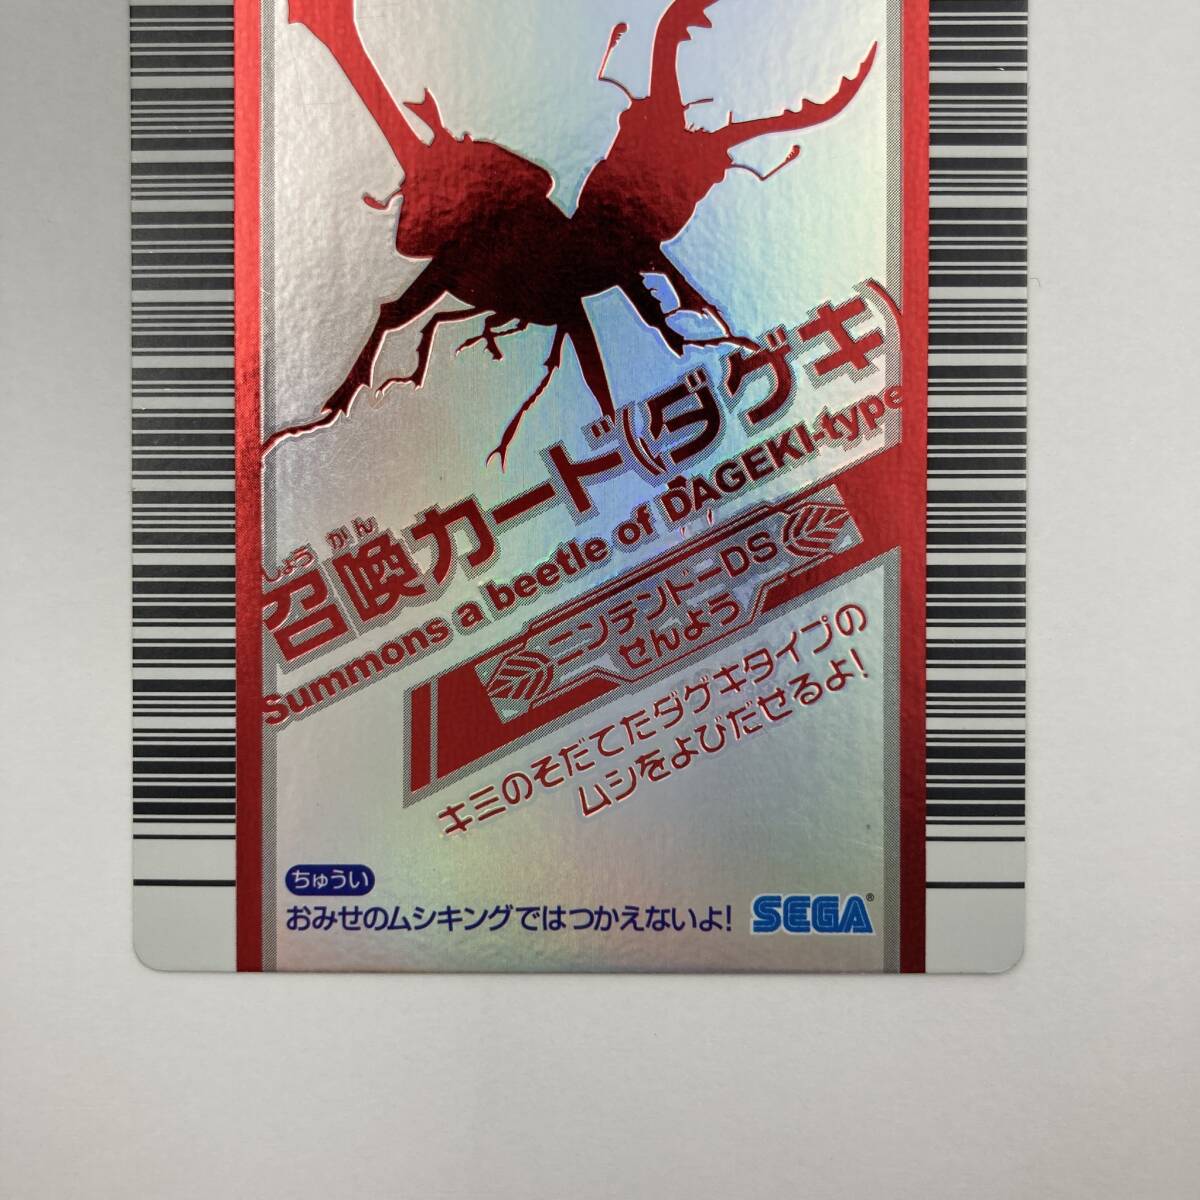 しょうかん
召喚カード(ダゲキ)
Summons a beetle of DAGEKI-type
ニンテンドーDS
せんよう
キミのそだてたダゲキタイプの
ムシをよびだせるよ!
ちゅうい
おみせのムシキングではつかえないよ!
SEGA®